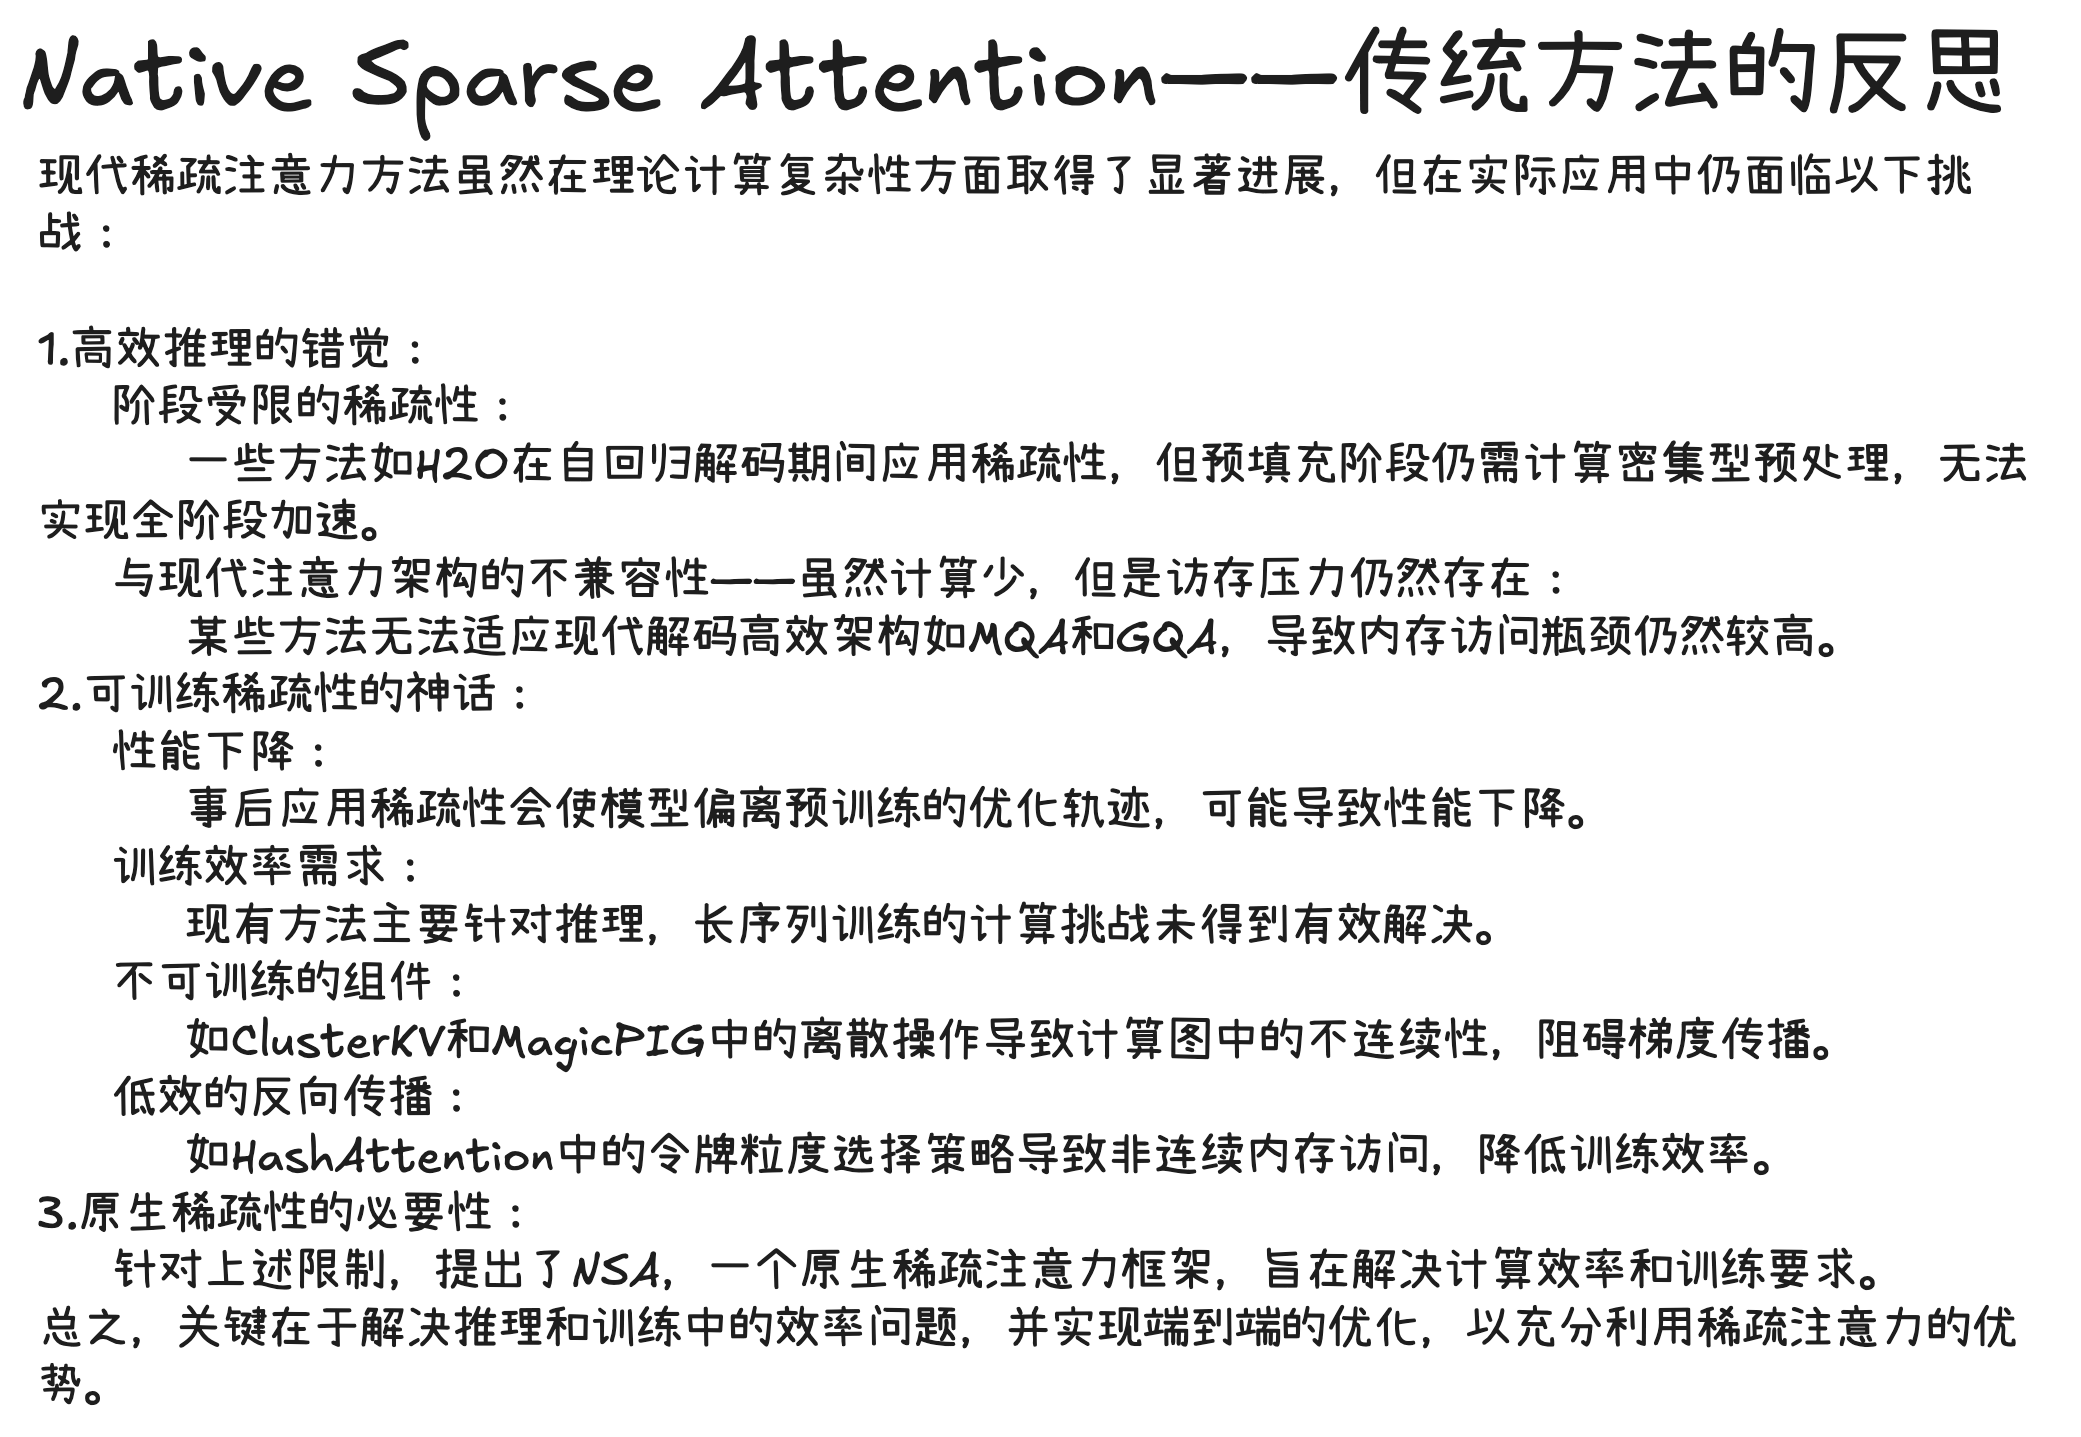 Native Sparse Attention——传统方法的反思
现代稀疏注意力方法虽然在理论计算复杂性方面取得了显著进展，但在实际应用中仍面临以下挑
战：
1.高效推理的错觉：
阶段受限的稀疏性：
一些方法如H2O在自回归解码期间应用稀疏性，但预填充阶段仍需计算密集型预处理，无法
实现全阶段加速。
与现代注意力架构的不兼容性——虽然计算少，但是访存压力仍然存在：
某些方法无法适应现代解码高效架构如MQA和GQA，导致内存访问瓶颈仍然较高。
2.可训练稀疏性的神话：
性能下降：
事后应用稀疏性会使模型偏离预训练的优化轨迹，可能导致性能下降。
训练效率需求：
现有方法主要针对推理，长序列训练的计算挑战未得到有效解决。
不可训练的组件：
如ClusterKV和MagicPIG中的离散操作导致计算图中的不连续性，阻碍梯度传播。
低效的反向传播：
如HashAttention中的令牌粒度选择策略导致非连续内存访问，降低训练效率。
3.原生稀疏性的必要性：
针对上述限制，提出了NSA，一个原生稀疏注意力框架，旨在解决计算效率和训练要求。
总之，关键在于解决推理和训练中的效率问题，并实现端到端的优化，以充分利用稀疏注意力的优
势。